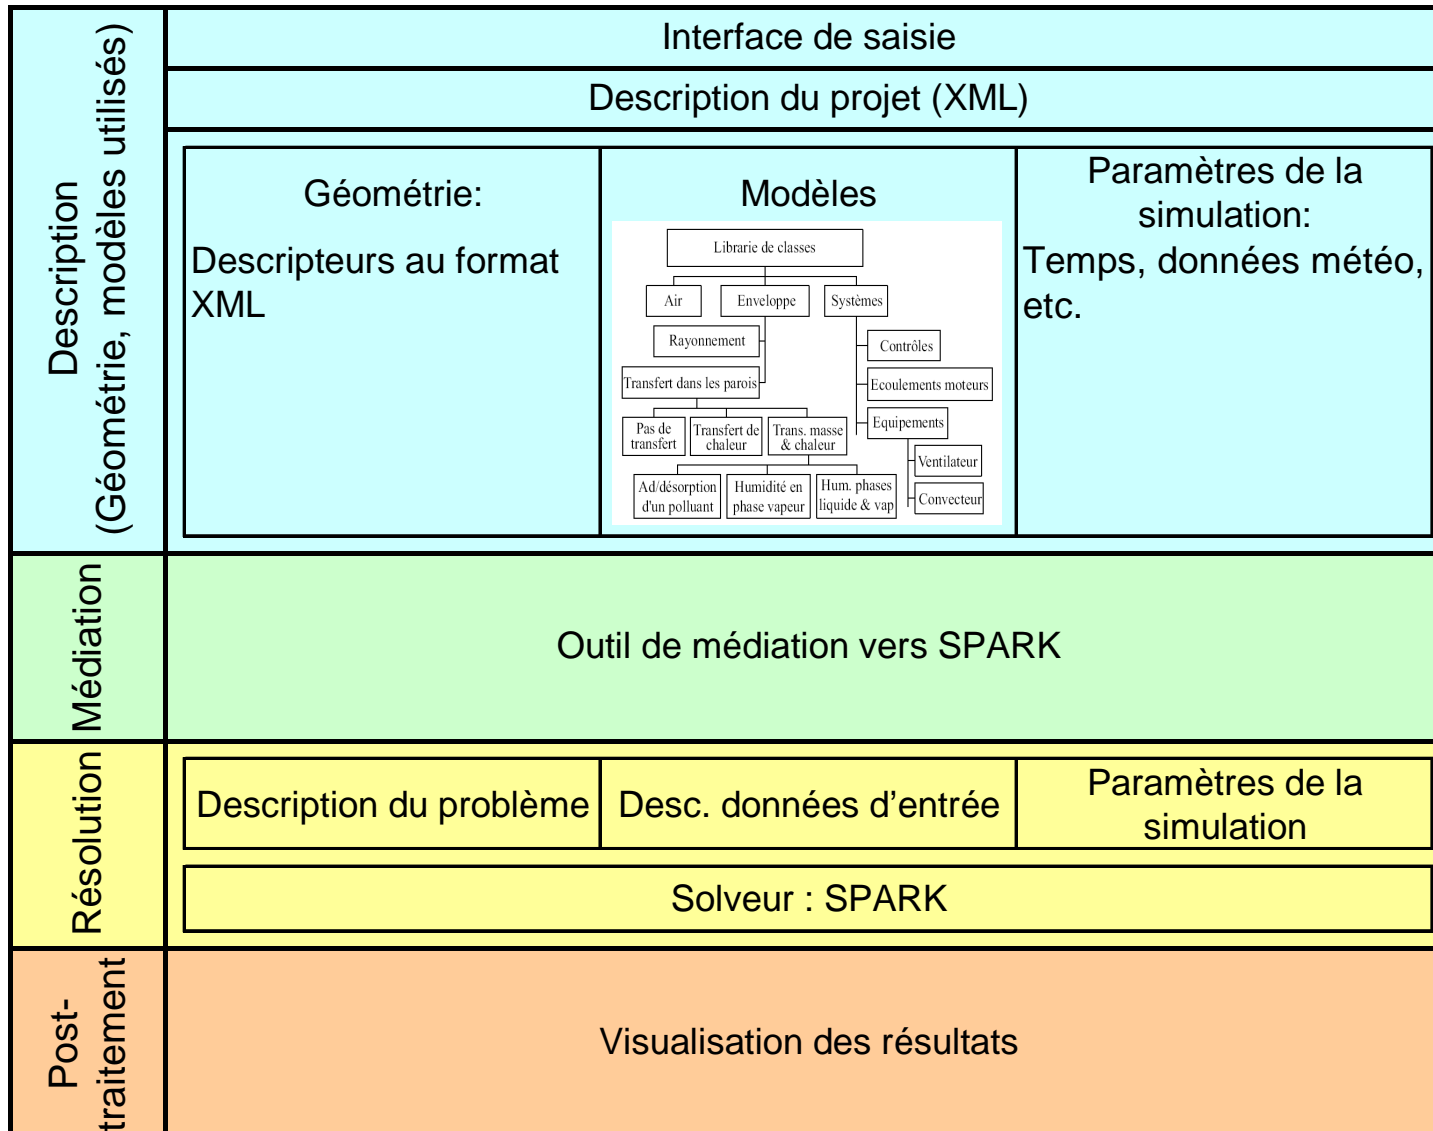 Description
(Géométrie, modèles utilisés)
Interface de saisie
Description du projet (XML)
Géométrie:
Descripteurs au format
XML
Modèles
Librarie de classes
Air
Enveloppe
Systèmes
Rayonnement
Contrôles
Transfert dans les parois
Ecoulements moteurs
Pas de
transfert
Transfert de
chaleur
Trans. masse
& chaleur
Equipements
Ventilateur
Ad/désorption
d'un polluant
Humidité en
phase vapeur
Hum. phases
liquide & vap
Convecteur
Paramètres de la
simulation:
Temps, données météo,
etc.
Médiation
Outil de médiation vers SPARK
Résolution
Description du problème
Desc. données d’entrée
Paramètres de la
simulation
Solveur : SPARK
Post-
traitement
Visualisation des résultats